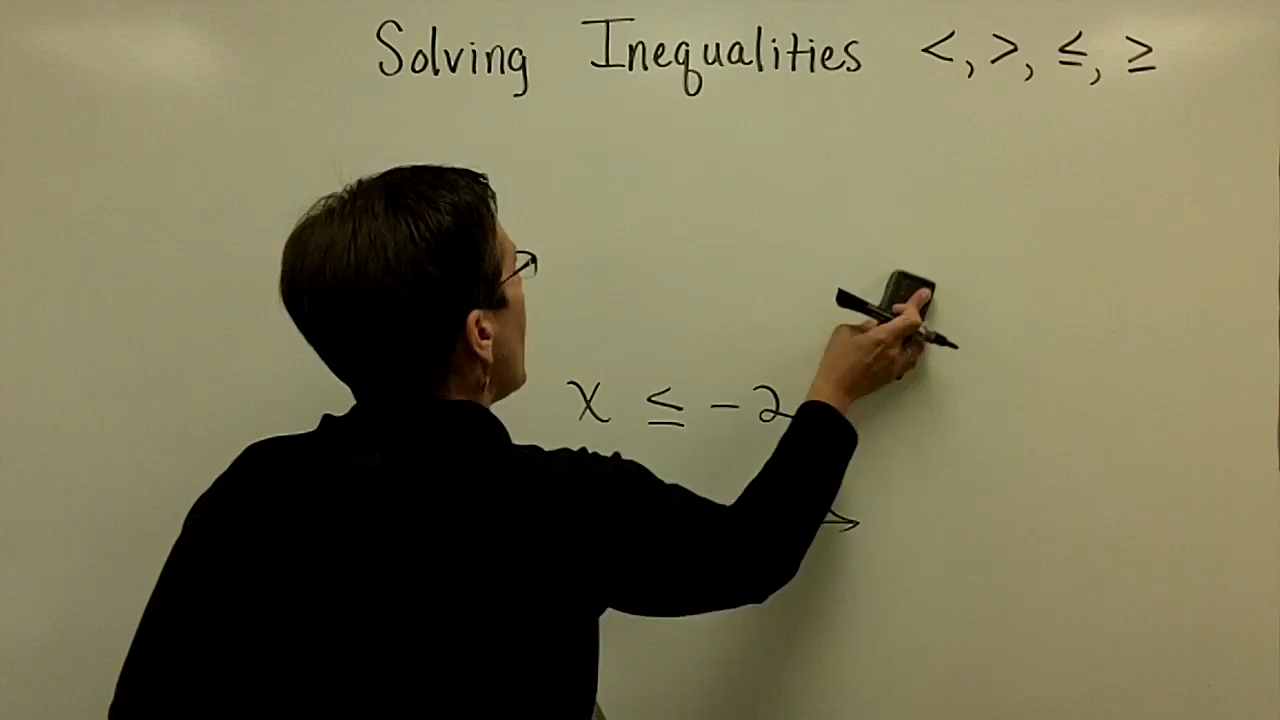 Solving Inequalities <, >, ≤, ≥
x ≤ -2